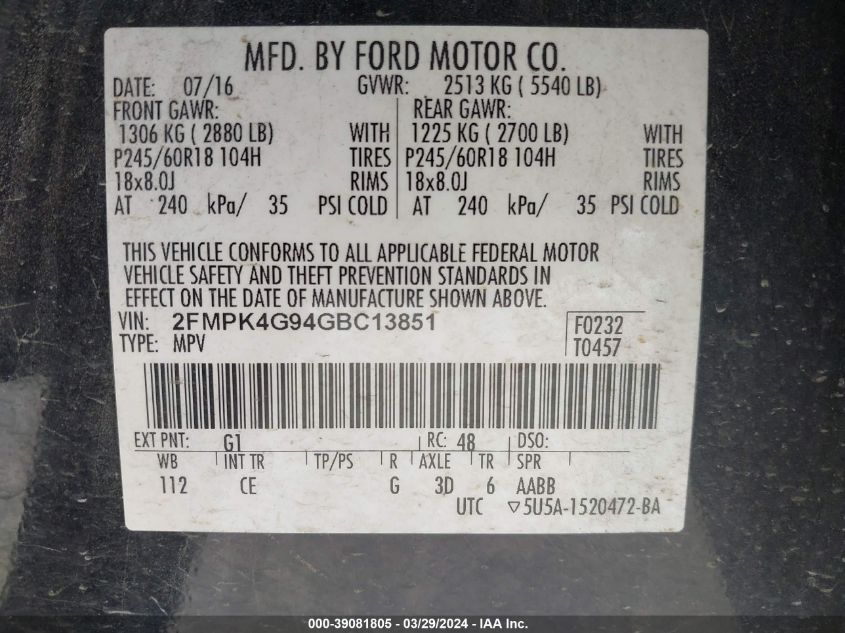 MFD. BY FORD MOTOR CO.
DATE: 07/16 GVWR: 2513 KG ( 5540 LB)
FRONT GAWR: REAR GAWR:
1306 KG ( 2880 LB) WITH 1225 KG ( 2700 LB) WITH
P245/60R18 104H TIRES P245/60R18 104H TIRES
18x8.0J RIMS 18x8.0J RIMS
AT 240 kPa/ 35 PSI COLD AT 240 kPa/ 35 PSI COLD
THIS VEHICLE CONFORMS TO ALL APPLICABLE FEDERAL MOTOR
VEHICLE SAFETY AND THEFT PREVENTION STANDARDS IN
EFFECT ON THE DATE OF MANUFACTURE SHOWN ABOVE.
VIN: 2FMPK4G94GBC13851 F0232
TYPE: MPV T0457
EXT PNT: G1 RC: 48 DSO:
WB INT TR TP/PS R AXLE TR SPR
112 CE G 3D 6 AABB
UTC ▽5U5A-1520472-BA
000-39081805 - 03/29/2024 - IAA Inc.